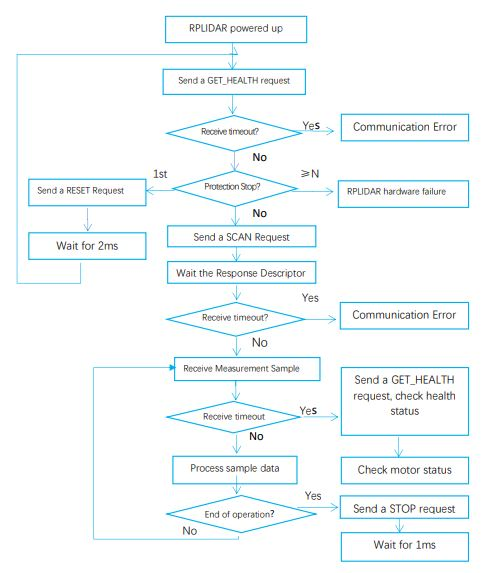 RPLIDAR powered up
Send a GET_HEALTH request
Receive timeout?
Yes
Communication Error
No
1st
Protection Stop?
≥N
Send a RESET Request
RPLIDAR hardware failure
No
Send a SCAN Request
Wait for 2ms
Wait the Response Descriptor
Yes
Receive timeout?
Communication Error
No
Receive Measurement Sample
Send a GET_HEALTH
request, check health
status
Receive timeout
Yes
No
Process sample data
Check motor status
Yes
End of operation?
Send a STOP request
No
Wait for 1ms